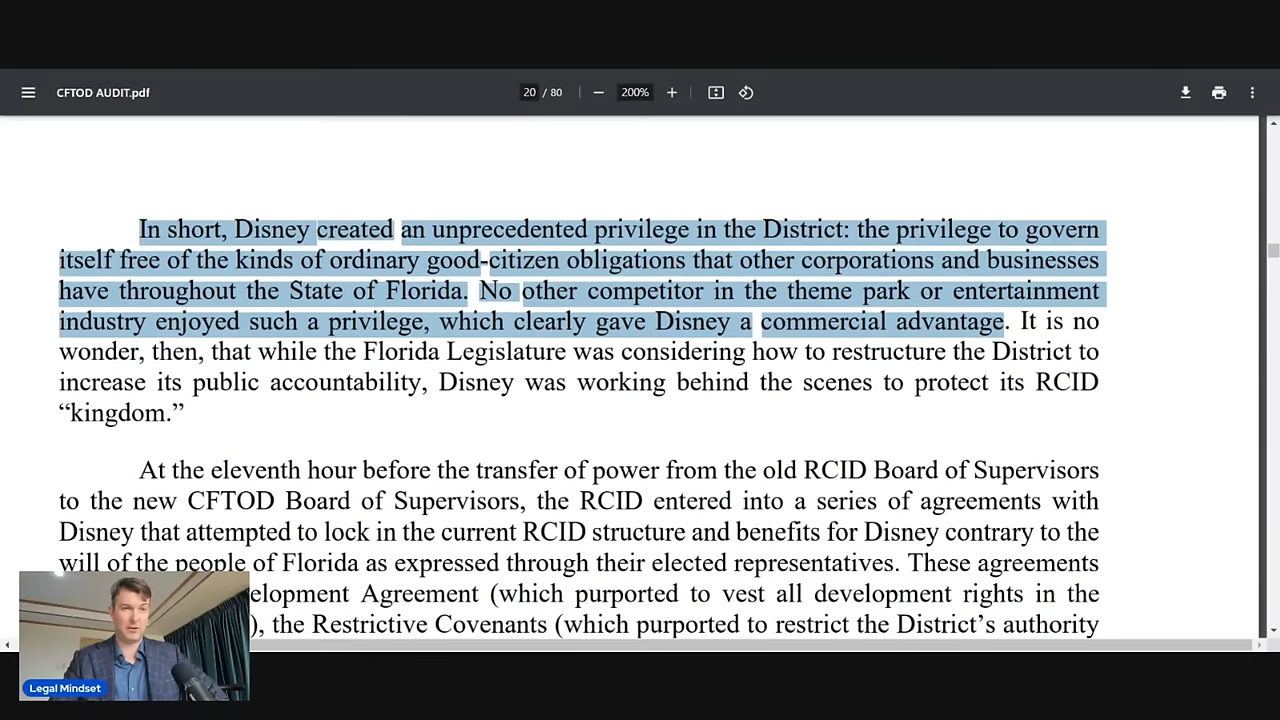 CFTOD AUDIT.pdf
20 / 80
200%
In short, Disney created an unprecedented privilege in the District: the privilege to govern
itself free of the kinds of ordinary good-citizen obligations that other corporations and businesses
have throughout the State of Florida. No other competitor in the theme park or entertainment
industry enjoyed such a privilege, which clearly gave Disney a commercial advantage. It is no
wonder, then, that while the Florida Legislature was considering how to restructure the District to
increase its public accountability, Disney was working behind the scenes to protect its RCID
“kingdom.”
At the eleventh hour before the transfer of power from the old RCID Board of Supervisors
to the new CFTOD Board of Supervisors, the RCID entered into a series of agreements with
Disney that attempted to lock in the current RCID structure and benefits for Disney contrary to the
will of the people of Florida as expressed through their elected representatives. These agreements
elopment Agreement (which purported to vest all development rights in the
), the Restrictive Covenants (which purported to restrict the District’s authority
Legal Mindset